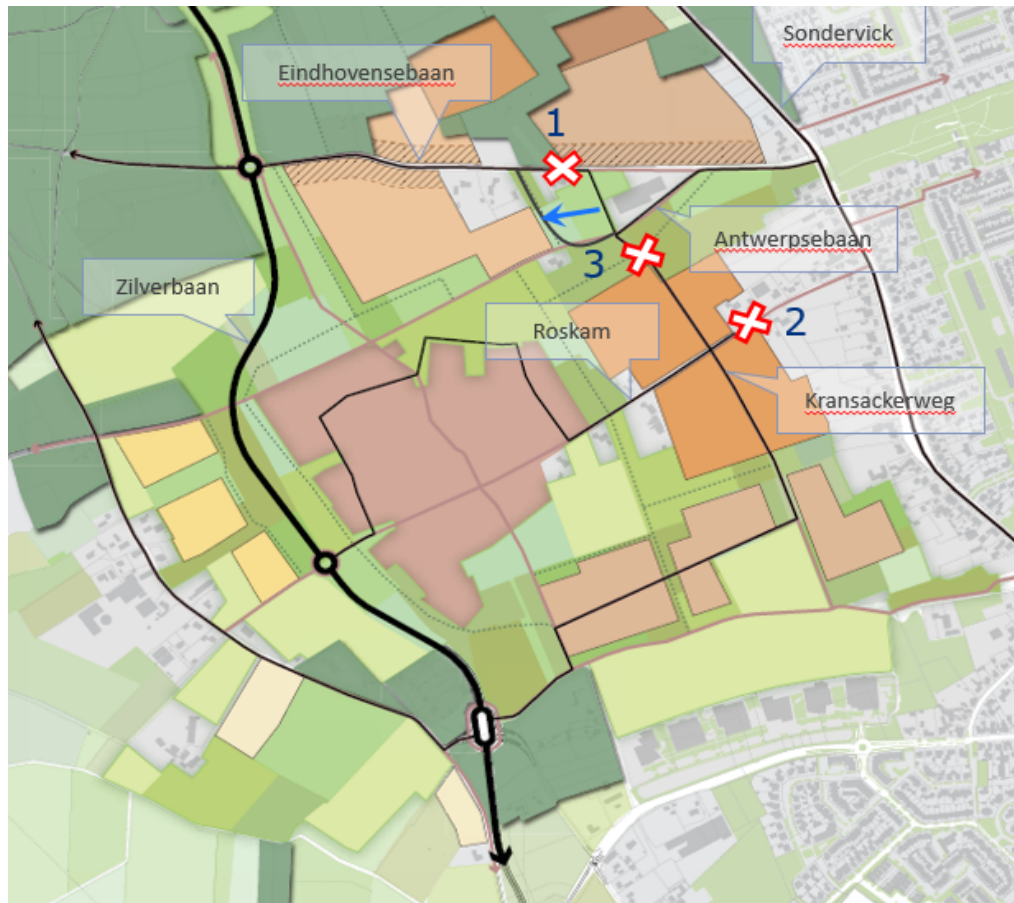 Sondervick
Eindhovensebaan
1
Antwerpsebaan
3
Zilverbaan
Roskam
2
Kransackerweg